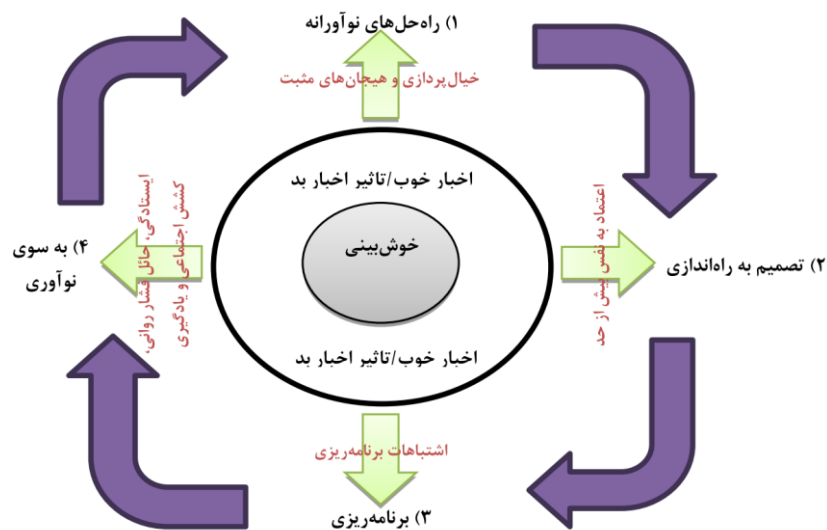 ۱) راه‌حل‌های نوآورانه
خیال‌پردازی و هیجان‌های مثبت
اخبار خوب/تاثیر اخبار بد
خوش‌بینی
اخبار خوب/تاثیر اخبار بد
اعتماد به نفس بیش از حد
۲) تصمیم به راه‌اندازی
اشتباهات برنامه‌ریزی
۳) برنامه‌ریزی
ایستادگی، حائل فشار روانی،
کشش اجتماعی و یادگیری
۴) به سوی
نوآوری